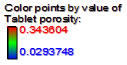 Color points by value of
Tablet porosity:
0.343604
0.0293748